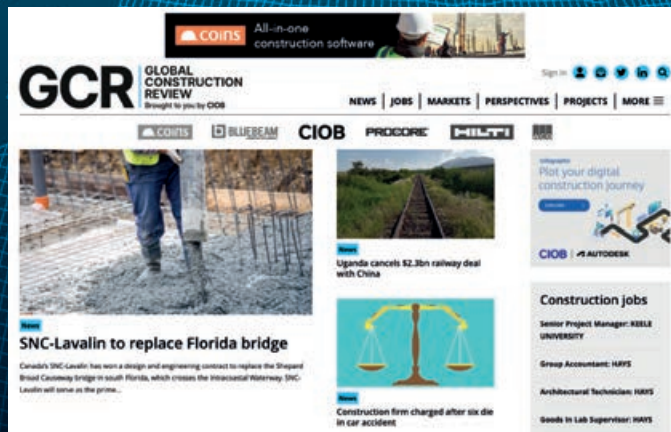 COINS
All-in-one
construction software
GCR
GLOBAL
CONSTRUCTION
REVIEW
Brought to you by CIOB
Sign in
NEWS | JOBS | MARKETS | PERSPECTIVES | PROJECTS | MORE
COINS
BLUEBEAM
CIOB
PROCORE
HILTI
News
SNC-Lavalin to replace Florida bridge
Canada's SNC-Lavalin has won a design and engineering contract to replace the Shepard
Broad Causeway bridge in south Florida, which crosses the Intracoastal Waterway. SNC-
Lavalin will serve as the prime...
News
Uganda cancels $2.3bn railway deal
with China
News
Construction firm charged after six die
in car accident
Infographic
Plot your digital
construction journey
CIOB
AUTODESK
Construction jobs
Senior Project Manager: KEELE
UNIVERSITY
Group Accountant: HAYS
Architectural Technician: HAYS
Goods In Lab Supervisor: HAYS